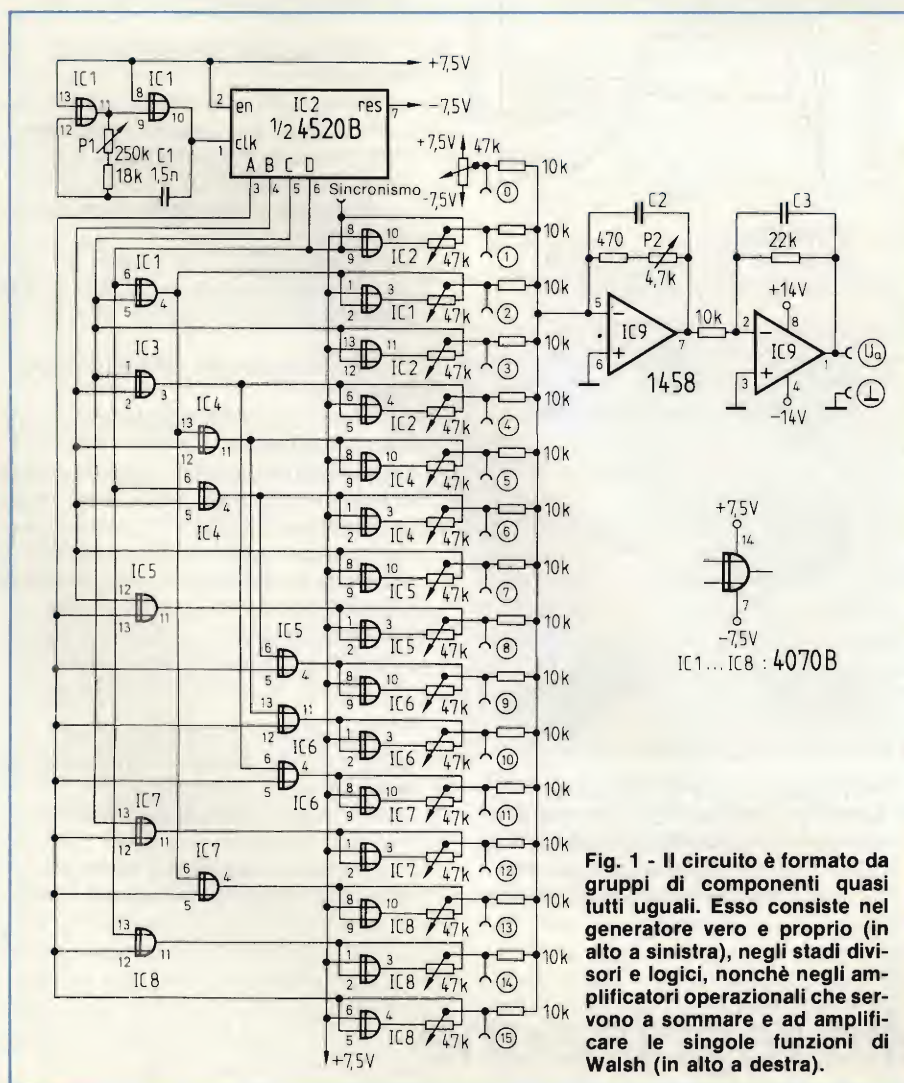 IC1
IC1
+7,5V
13
11
12
8
9
10
2
en
IC2
½ 4520B
res
7
-7,5V
clk
1
A B C D
3 4 5 6
P1
250k
C1
18k
1,5n
+7,5V
47k
-7,5V
10k
0
Sincronismo
8
9
10
IC2
47k
10k
1
6
5
4
IC1
1
2
3
IC1
47k
10k
2
13
12
11
IC2
47k
10k
3
1
2
3
IC3
6
5
4
IC2
47k
10k
4
13
12
11
IC4
8
9
10
IC4
47k
10k
5
6
5
4
IC4
1
2
3
IC4
47k
10k
6
8
9
10
IC5
47k
10k
7
12
13
11
IC5
1
2
3
IC5
47k
10k
8
6
5
4
IC5
8
9
10
IC6
47k
10k
9
13
12
11
IC6
1
2
3
IC6
47k
10k
10
6
5
4
IC6
8
9
10
IC7
47k
10k
11
13
12
11
IC7
1
2
3
IC7
47k
10k
12
6
5
4
IC7
8
9
10
IC8
47k
10k
13
13
12
11
IC8
1
2
3
IC8
47k
10k
14
6
5
4
IC8
47k
10k
15
+7,5V
C2
470
P2
4,7k
5
6
7
IC9
1458
10k
C3
22k
+14V
8
2
3
1
IC9
4
-14V
Ua
+7,5V
14
7
-7,5V
IC1...IC8 : 4070B
Fig. 1 - Il circuito è formato da
gruppi di componenti quasi
tutti uguali. Esso consiste nel
generatore vero e proprio (in
alto a sinistra), negli stadi divi-
sori e logici, nonchè negli am-
plificatori operazionali che ser-
vono a sommare e ad amplifi-
care le singole funzioni di
Walsh (in alto a destra).